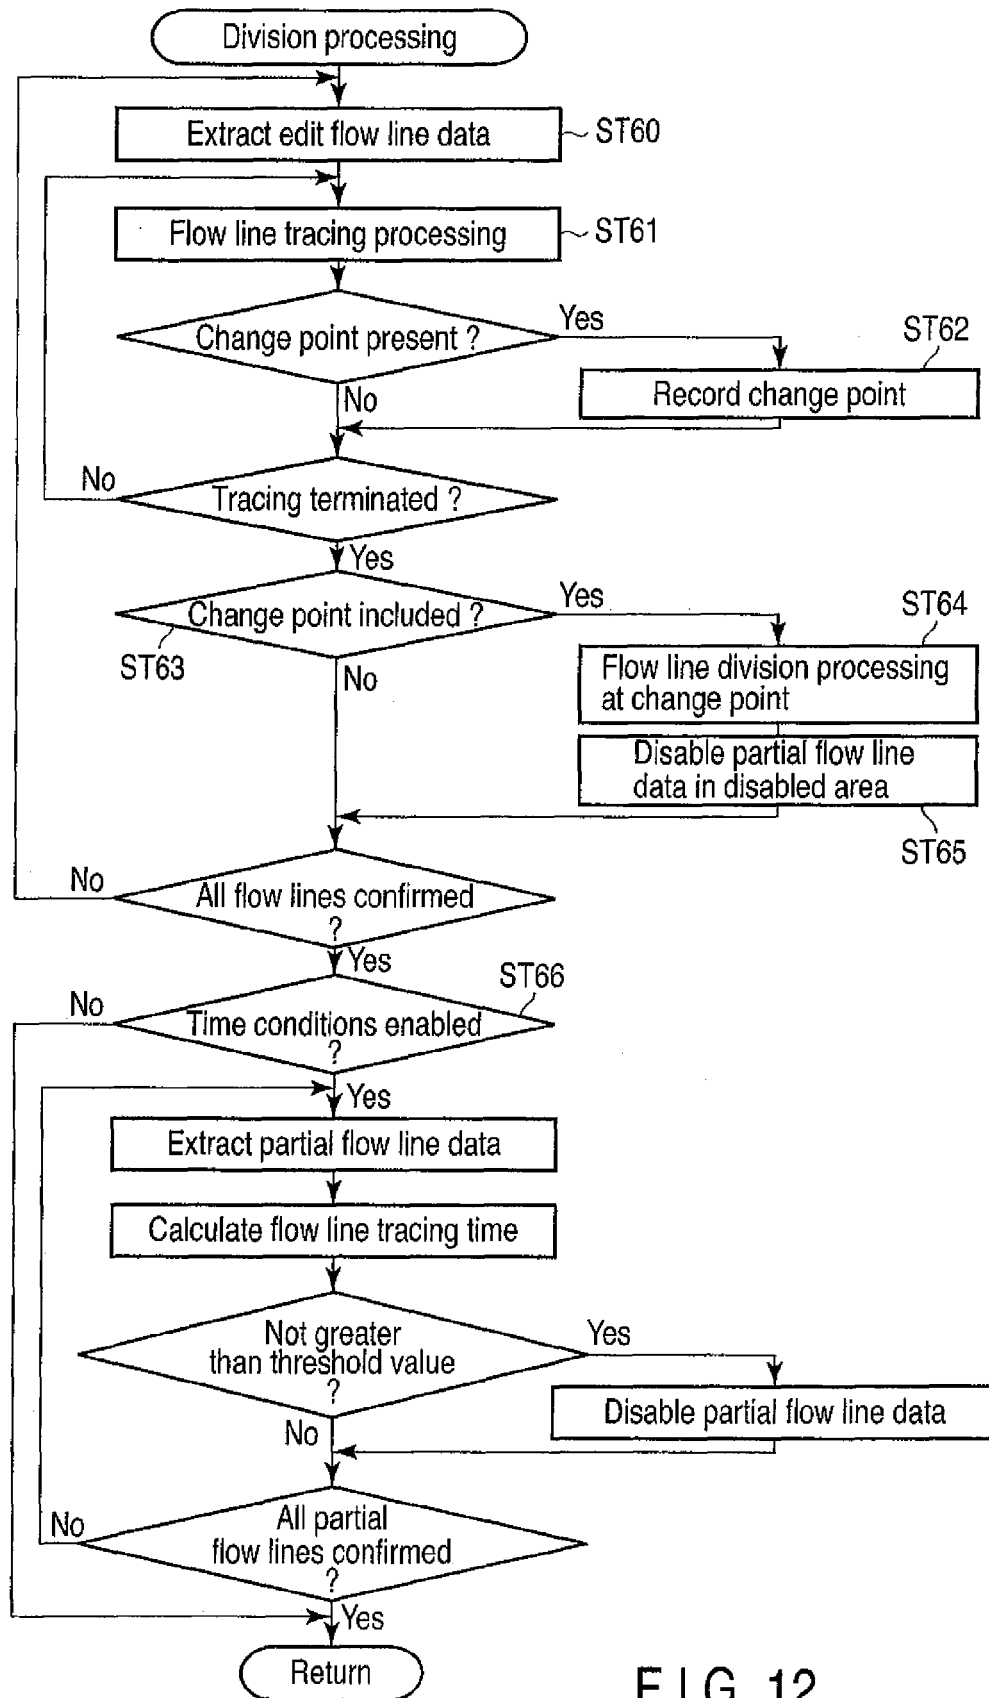 Division processing
Extract edit flow line data
ST60
Flow line tracing processing
ST61
Change point present ?
Yes
ST62
Record change point
No
Tracing terminated ?
No
Yes
Change point included ?
Yes
ST63
ST64
Flow line division processing
at change point
No
Disable partial flow line
data in disabled area
ST65
All flow lines confirmed
?
No
Yes
ST66
Time conditions enabled
?
No
Yes
Extract partial flow line data
Calculate flow line tracing time
Not greater
than threshold value
?
Yes
Disable partial flow line data
No
All partial
flow lines confirmed
?
No
Yes
Return
FIG. 12